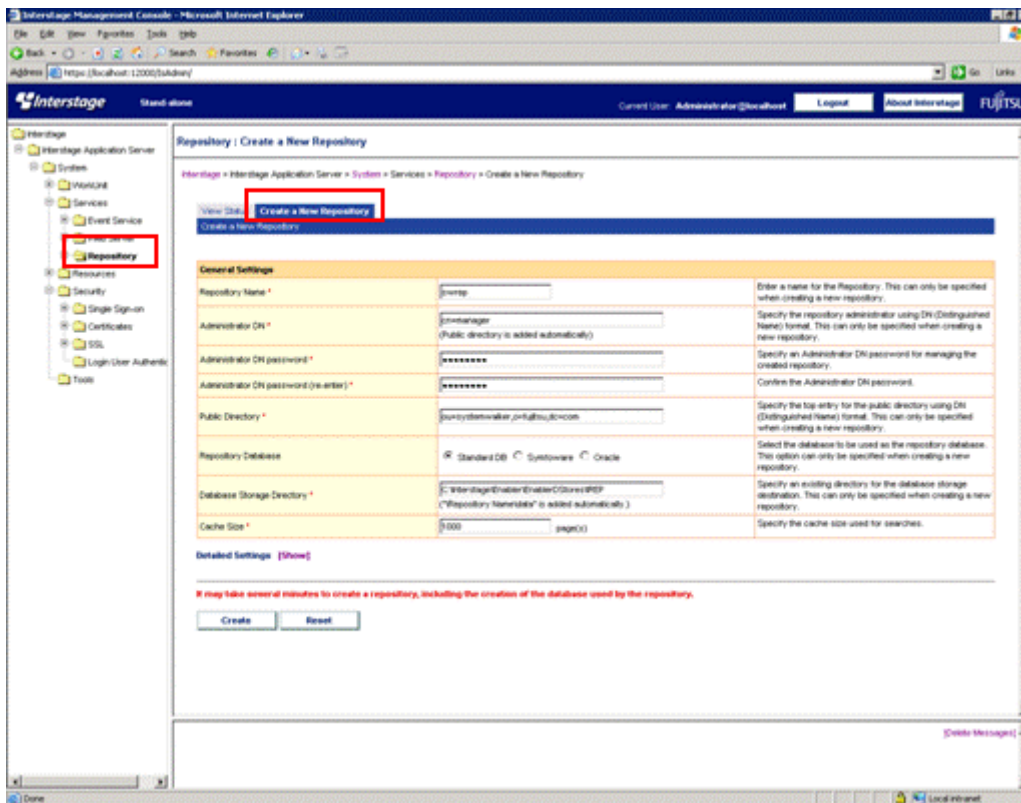 Interstage Management Console - Microsoft Internet Explorer
File Edit View Favorites Tools Help
Back Search Favorites
Address https://localhost:12000/IsAdmin/ Go Links
Interstage Stand-alone Current User: Administrator@localhost Logout About Interstage FUJITSU
Interstage
Interstage Application Server
System
WorkUnit
Services
Event Service
Web Server
Repository
Resources
Security
Single Sign-on
Certificates
SSL
Login User Authentic
Tools
Repository : Create a New Repository
Interstage > Interstage Application Server > System > Services > Repository > Create a New Repository
View Status Create a New Repository
Create a New Repository
General Settings
Repository Name *
Enter a name for the Repository. This can only be specified
when creating a new repository.
Administrator DN * cn=manager
(Public directory is added automatically)
Specify the repository administrator using DN (Distinguished
Name) format. This can only be specified when creating a
new repository.
Administrator DN password * ••••••••
Specify an Administrator DN password for managing the
created repository.
Administrator DN password (re-enter) * ••••••••
Confirm the Administrator DN password.
Public Directory * ou=systemwalker,o=fujitsu,dc=com
Specify the top entry for the public directory using DN
(Distinguished Name) format. This can only be specified
when creating a new repository.
Repository Database Standard DB Symfoware Oracle
Select the database to be used as the repository database.
This option can only be specified when creating a new
repository.
Database Storage Directory * C:\Interstage\Enabler\EnablerDStores\IREP
("\Repository Name\data" is added automatically.)
Specify an existing directory for the database storage
destination. This can only be specified when creating a new
repository.
Cache Size * 1000 page(s)
Specify the cache size used for searches.
Detailed Settings [Show]
It may take several minutes to create a repository, including the creation of the database used by the repository.
Create Reset
[Delete Messages]
Done Local intranet